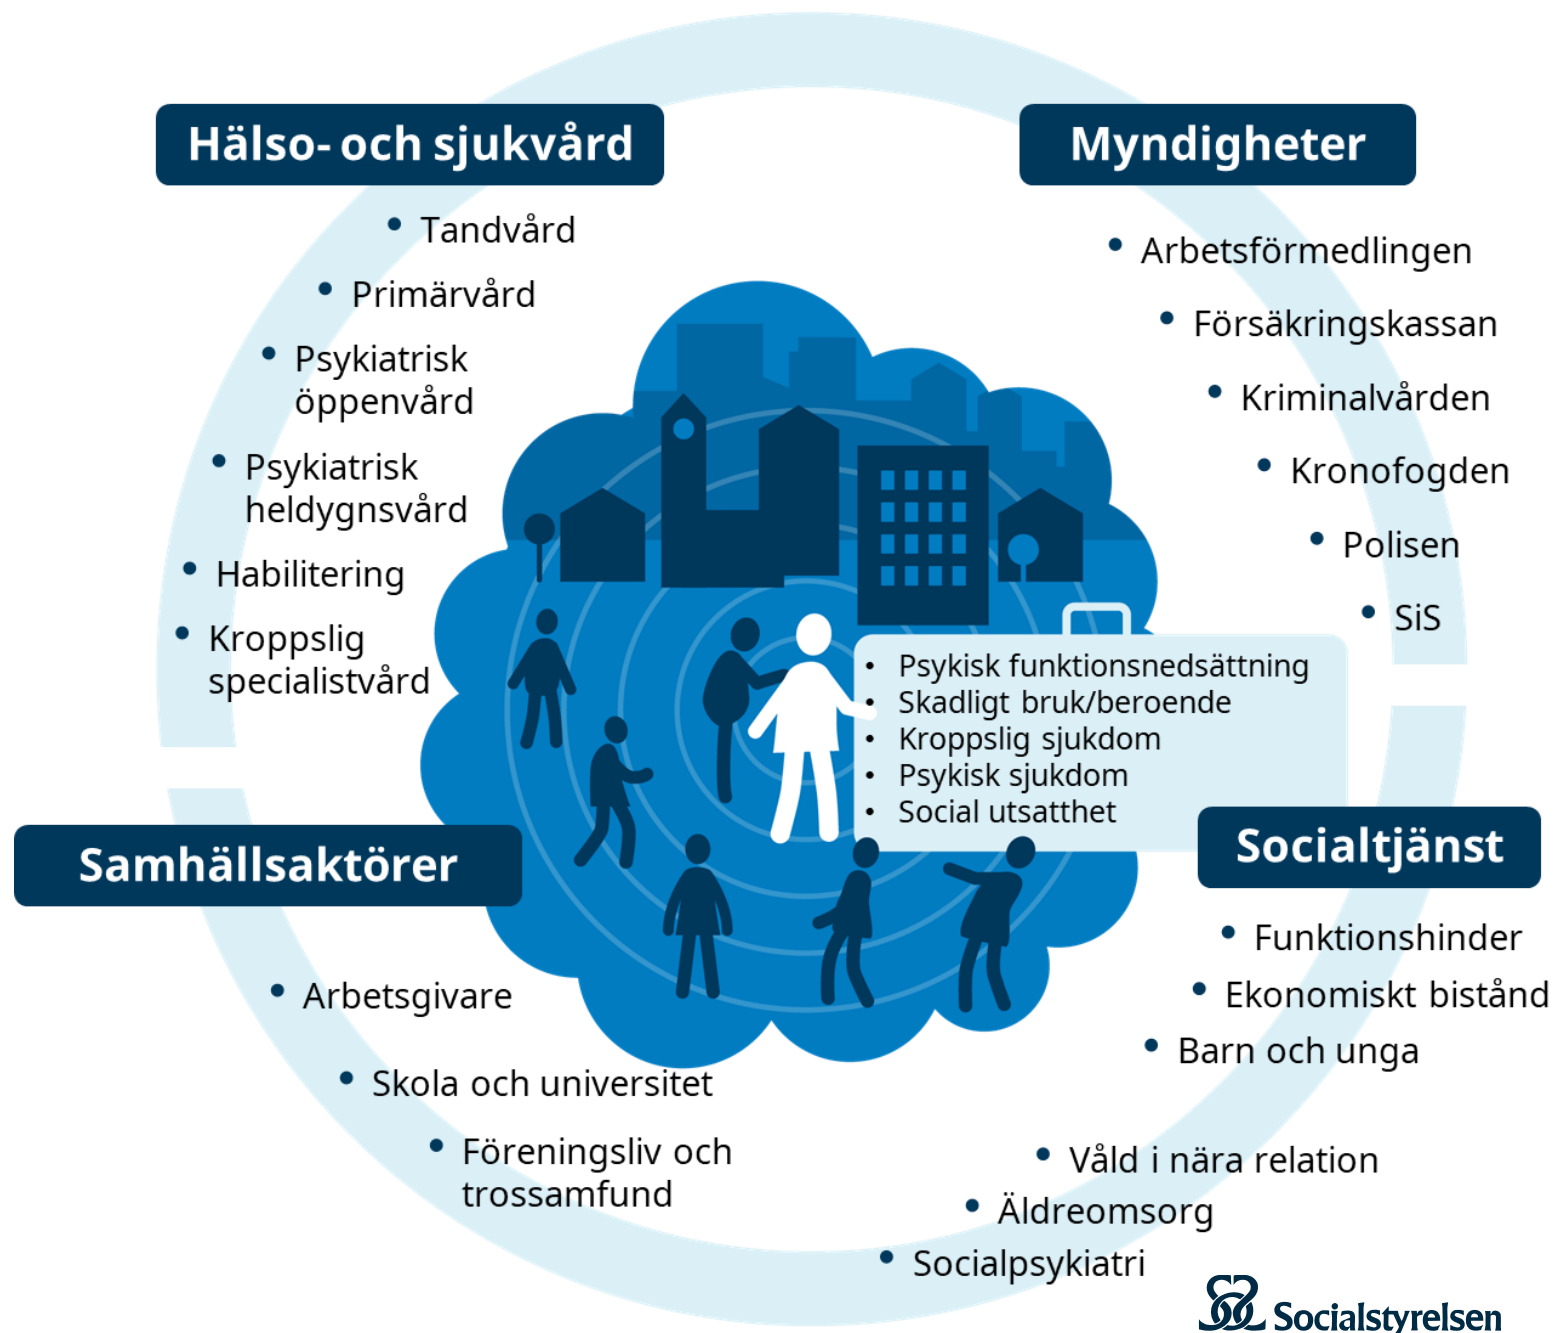 Hälso- och sjukvård
• Tandvård
• Primärvård
• Psykiatrisk
öppenvård
• Psykiatrisk
heldygnsvård
• Habilitering
• Kroppslig
specialistvård
Myndigheter
• Arbetsförmedlingen
• Försäkringskassan
• Kriminalvården
• Kronofogden
• Polisen
• SiS
• Psykisk funktionsnedsättning
• Skadligt bruk/beroende
• Kroppslig sjukdom
• Psykisk sjukdom
• Social utsatthet
Samhällsaktörer
• Arbetsgivare
• Skola och universitet
• Föreningsliv och
trossamfund
Socialtjänst
• Funktionshinder
• Ekonomiskt bistånd
• Barn och unga
• Våld i nära relation
• Äldreomsorg
• Socialpsykiatri
Socialstyrelsen